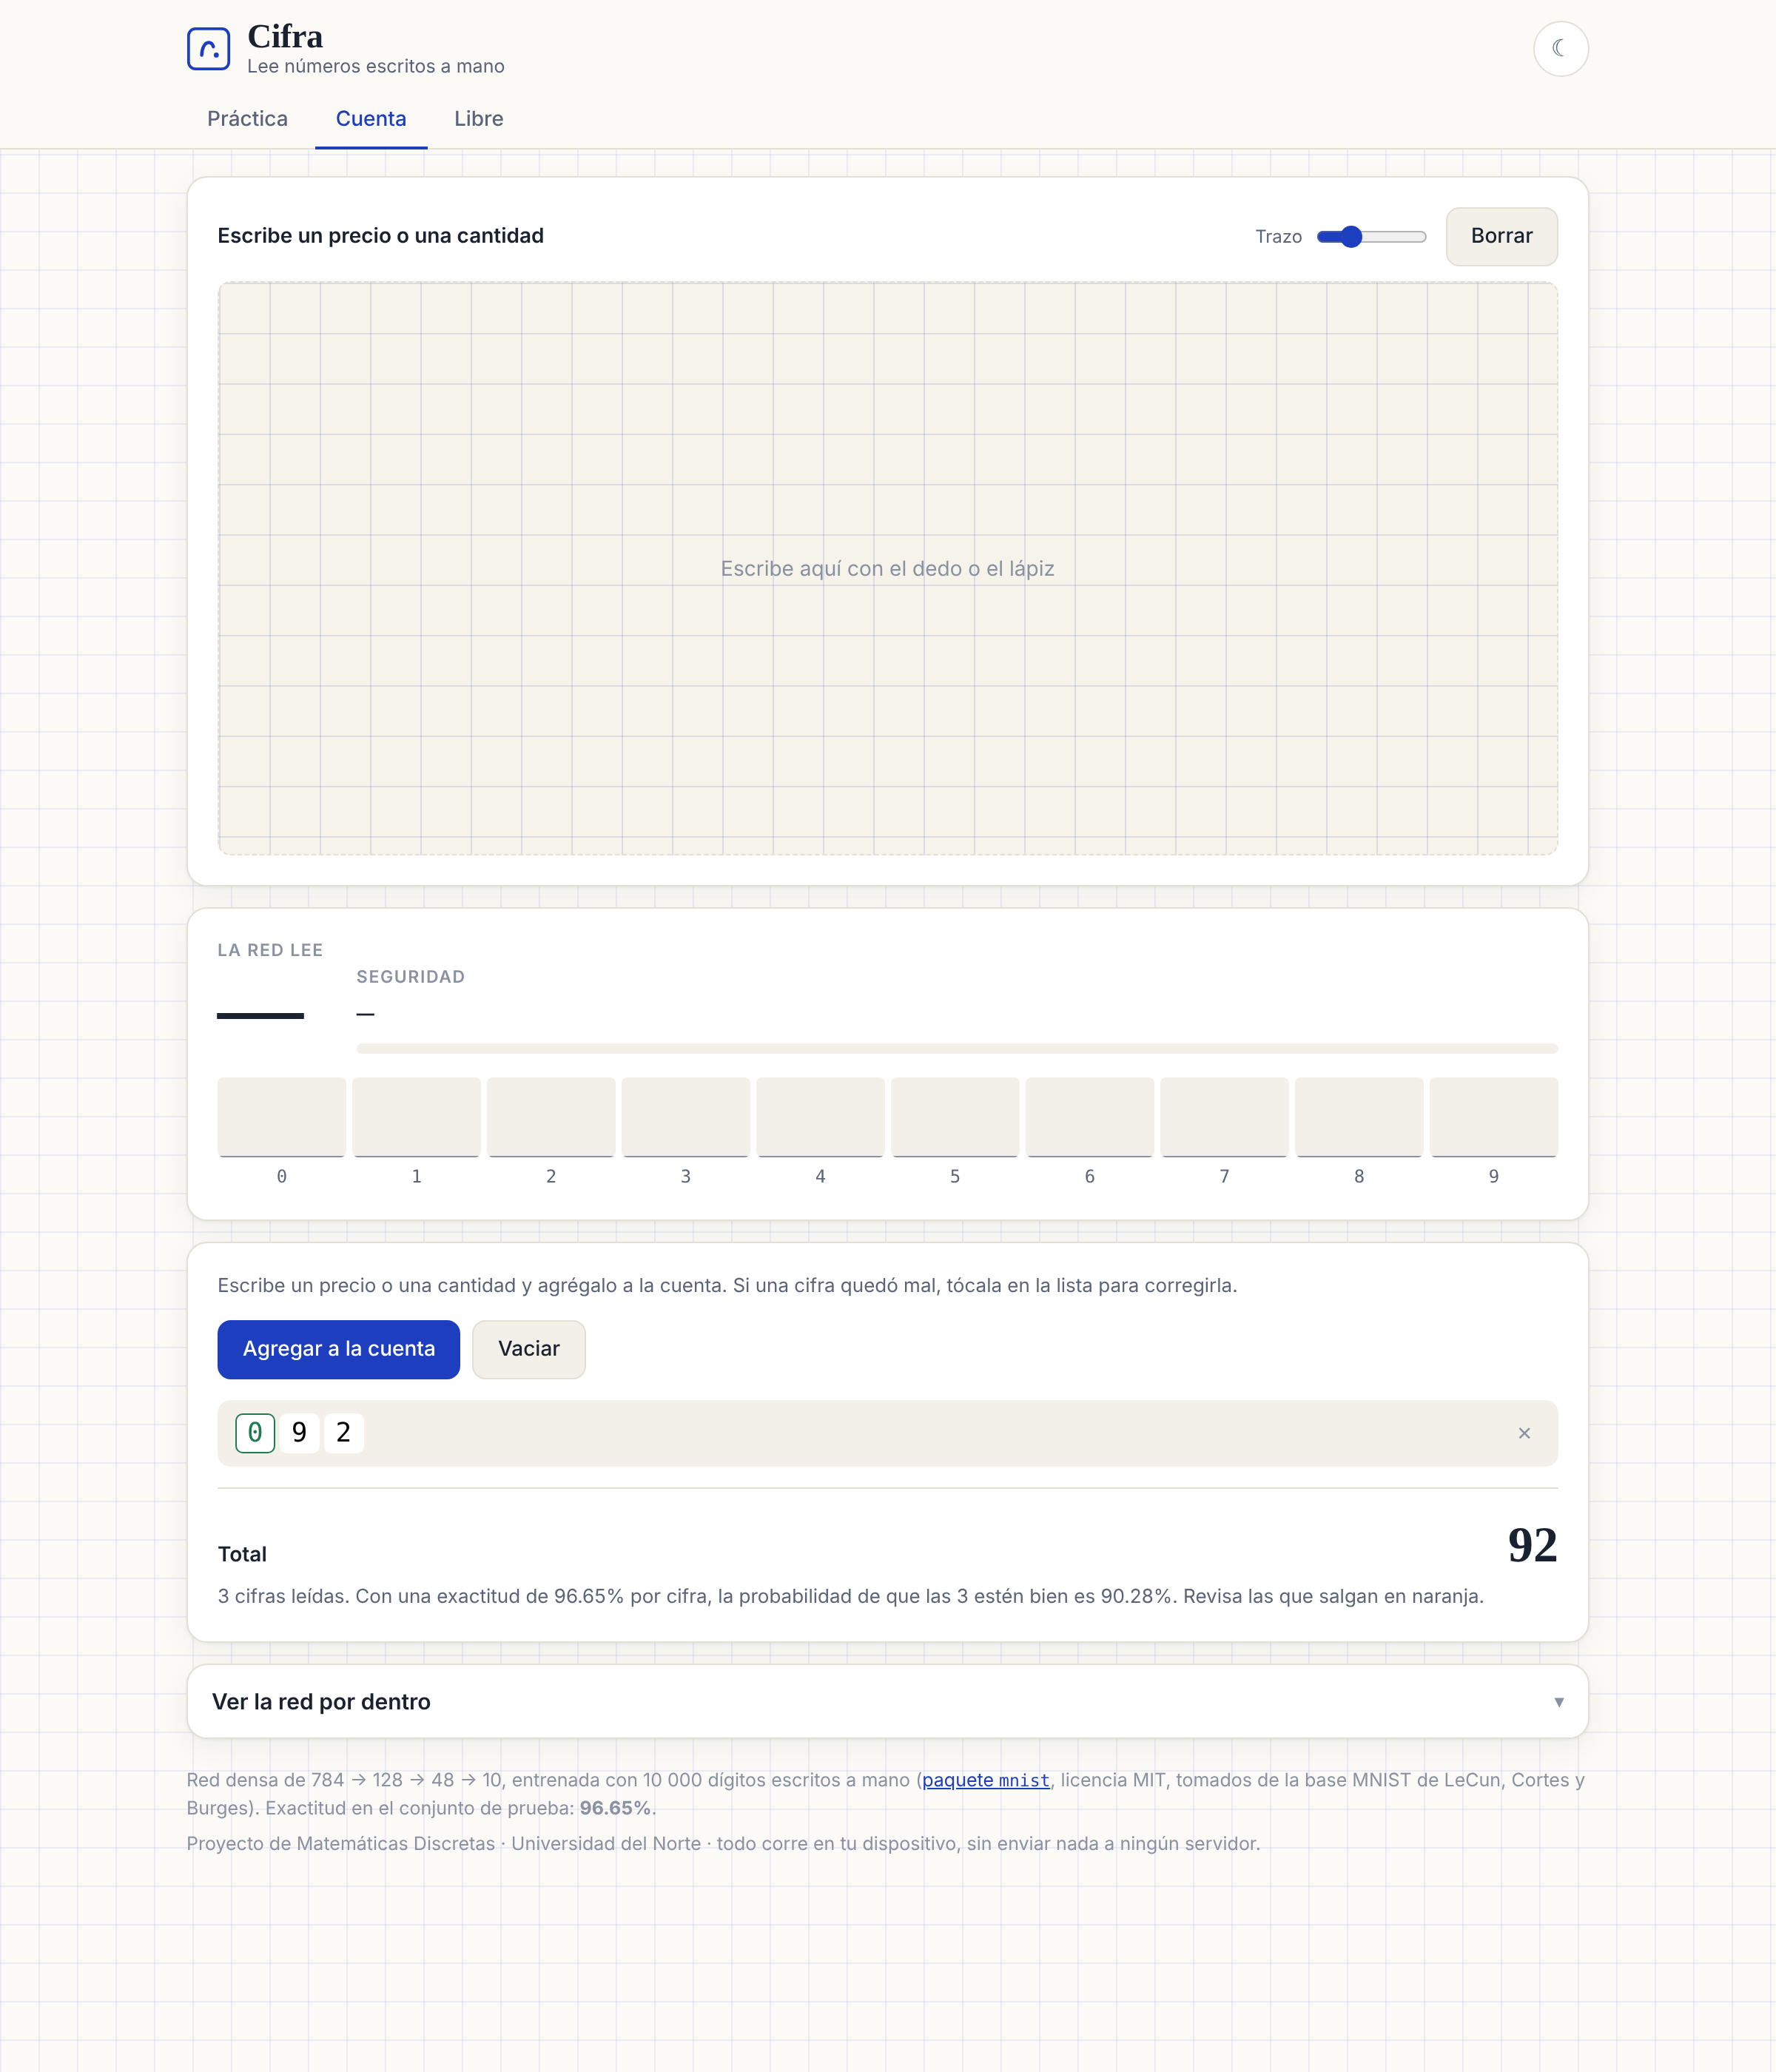 Cifra
Lee números escritos a mano
☾
Práctica Cuenta Libre
Escribe un precio o una cantidad
Trazo
Borrar
Escribe aquí con el dedo o el lápiz
LA RED LEE
SEGURIDAD
—
—
0 1 2 3 4 5 6 7 8 9
Escribe un precio o una cantidad y agrégalo a la cuenta. Si una cifra quedó mal, tócala en la lista para corregirla.
Agregar a la cuenta Vaciar
0 9 2 ×
Total 92
3 cifras leídas. Con una exactitud de 96.65% por cifra, la probabilidad de que las 3 estén bien es 90.28%. Revisa las que salgan en naranja.
Ver la red por dentro ▾
Red densa de 784 → 128 → 48 → 10, entrenada con 10 000 dígitos escritos a mano (paquete mnist, licencia MIT, tomados de la base MNIST de LeCun, Cortes y
Burges). Exactitud en el conjunto de prueba: 96.65%.
Proyecto de Matemáticas Discretas · Universidad del Norte · todo corre en tu dispositivo, sin enviar nada a ningún servidor.